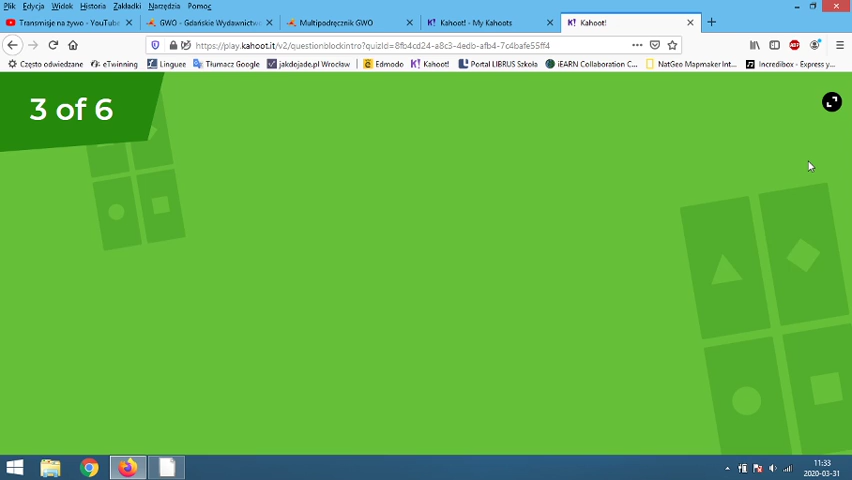 Plik Edycja Widok Historia Zakładki Narzędzia Pomoc
Transmisje na żywo - YouTube
GWO - Gdańskie Wydawnictwo
Multipodręcznik GWO
Kahoot! - My Kahoots
Kahoot!
https://play.kahoot.it/v2/questionblockintro?quizId=8fb4cd24-a8c3-4edb-afb4-7c4bafe55ff4
Często odwiedzane eTwinning Linguee Tłumacz Google jakdojade.pl Wrocław Edmodo Kahoot! Portal LIBRUS Szkoła iEARN Collaboration C... NatGeo Mapmaker Int... Incredibox - Express y...
3 of 6
11:33
2020-03-31